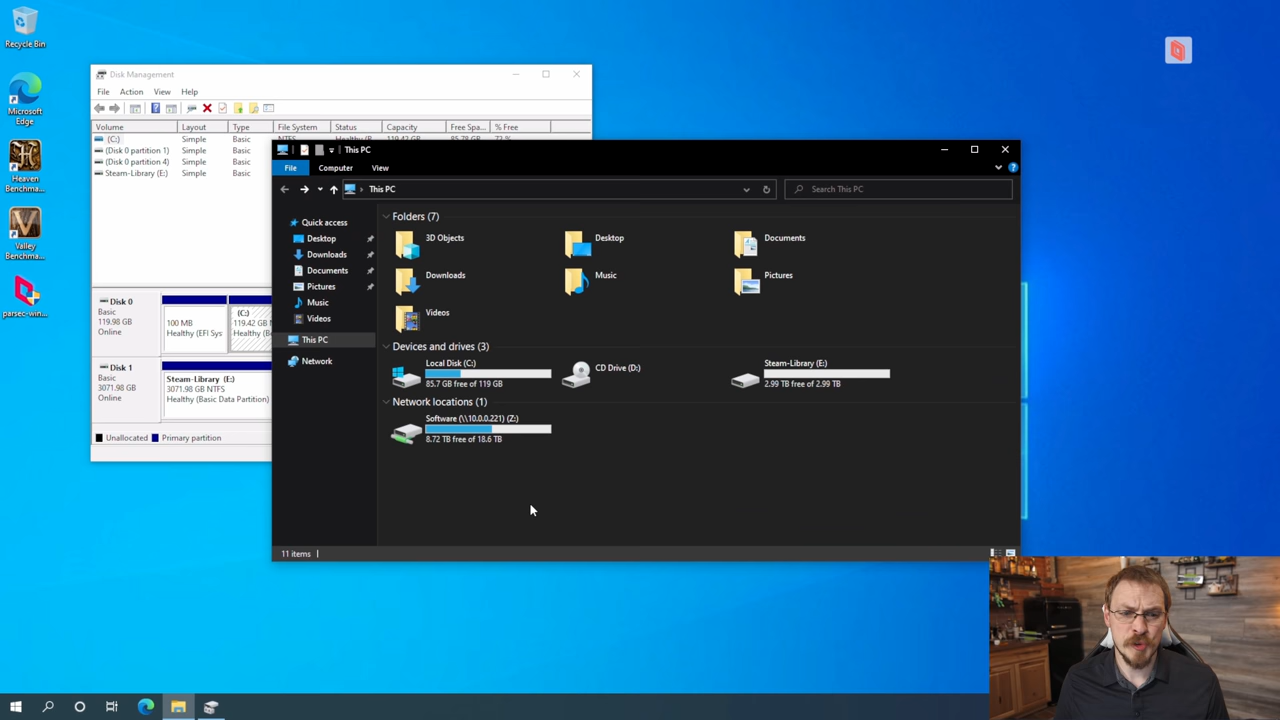 Recycle Bin
Microsoft
Edge
Heaven
Benchma...
Valley
Benchma...
parsec-win...
Disk Management
File Action View Help
Volume Layout Type File System Status Capacity Free Spa... % Free
(C:) Simple Basic
(Disk 0 partition 1) Simple Basic
(Disk 0 partition 4) Simple Basic
Steam-Library (E:) Simple Basic
Disk 0
Basic
119.98 GB
Online
100 MB
Healthy (EFI Sys
(C:)
119.42 GB
Healthy (B
Disk 1
Basic
3071.98 GB
Online
Steam-Library (E:)
3071.98 GB NTFS
Healthy (Basic Data Partition)
Unallocated Primary partition
This PC
File Computer View
This PC
Search This PC
Quick access
Desktop
Downloads
Documents
Pictures
Music
Videos
This PC
Network
Folders (7)
3D Objects Desktop Documents
Downloads Music Pictures
Videos
Devices and drives (3)
Local Disk (C:)
85.7 GB free of 119 GB
CD Drive (D:)
Steam-Library (E:)
2.99 TB free of 2.99 TB
Network locations (1)
Software (\\10.0.0.221) (Z:)
8.72 TB free of 18.6 TB
11 items